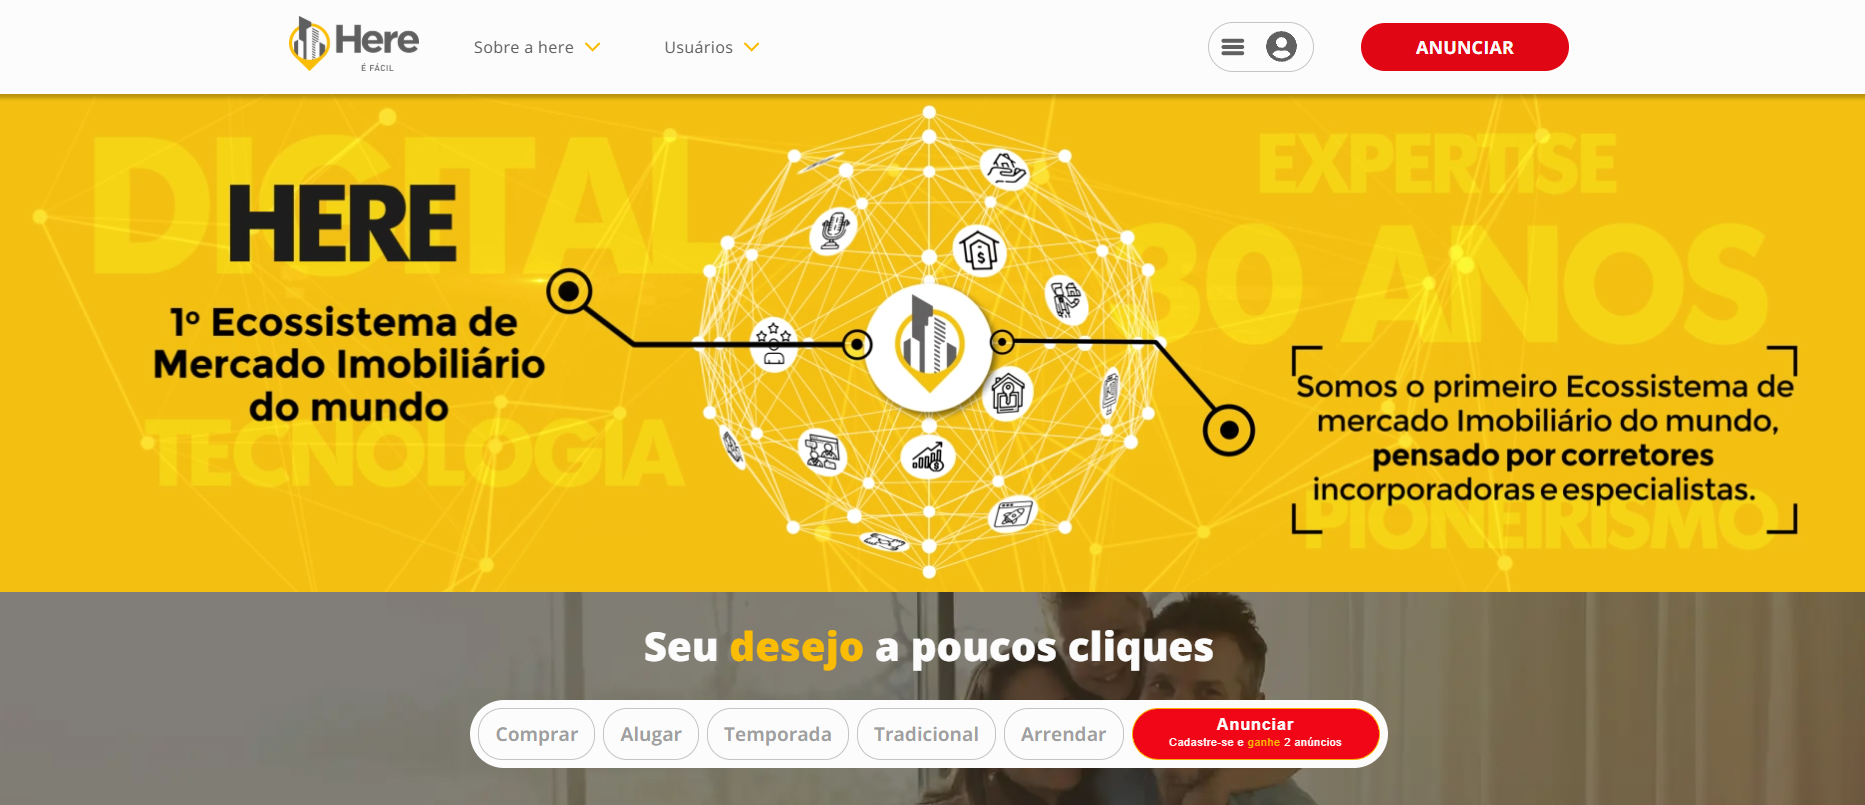 Here
É FÁCIL
Sobre a here
Usuários
ANUNCIAR
DIGITAL
HERE
1º Ecossistema de
Mercado Imobiliário
do mundo
TECNOLOGIA
EXPERTISE
30 ANOS
Somos o primeiro Ecossistema de
mercado Imobiliário do mundo,
pensado por corretores
incorporadoras e especialistas.
PIONEIRISMO
Seu desejo a poucos cliques
Comprar
Alugar
Temporada
Tradicional
Arrendar
Anunciar
Cadastre-se e ganhe 2 anúncios